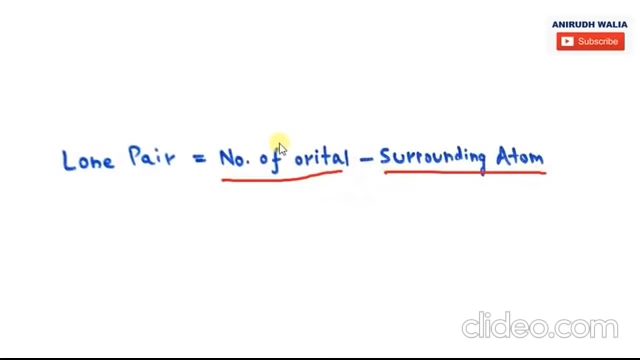 ANIRUDH WALIA
Subscribe
Lone Pair = No. of orital - Surrounding Atom
clideo.com